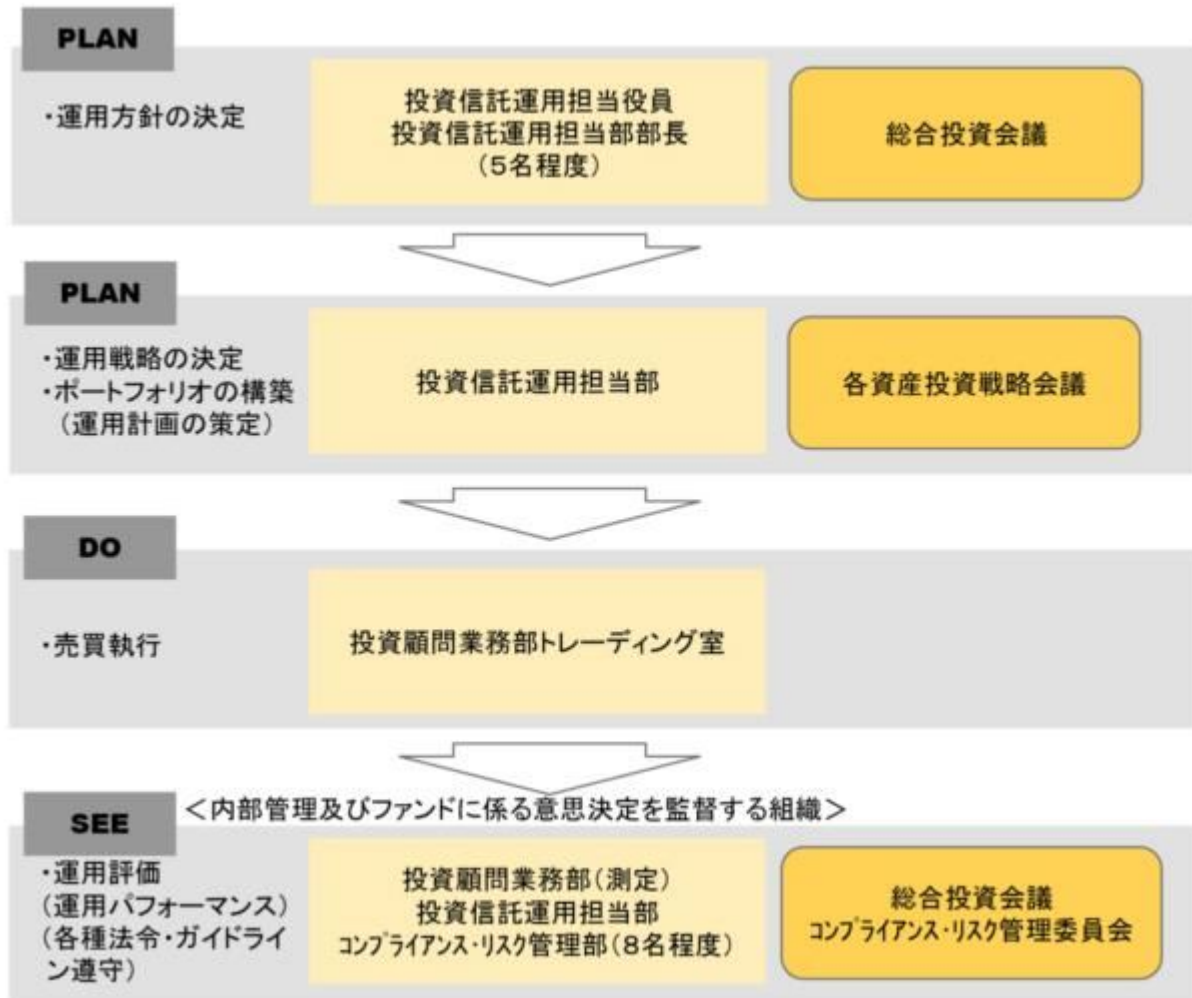 PLAN
・運用方針の決定
投資信託運用担当役員
投資信託運用担当部部長
(5名程度)
総合投資会議
PLAN
・運用戦略の決定
・ポートフォリオの構築
(運用計画の策定)
投資信託運用担当部
各資産投資戦略会議
DO
・売買執行
投資顧問業務部トレーディング室
SEE
<内部管理及びファンドに係る意思決定を監督する組織>
・運用評価
(運用パフォーマンス)
(各種法令・ガイドライ
ン遵守)
投資顧問業務部(測定)
投資信託運用担当部
ｺﾝﾌﾟﾗｲｱﾝｽ・ﾘｽｸ管理部(8名程度)
総合投資会議
ｺﾝﾌﾟﾗｲｱﾝｽ・ﾘｽｸ管理委員会